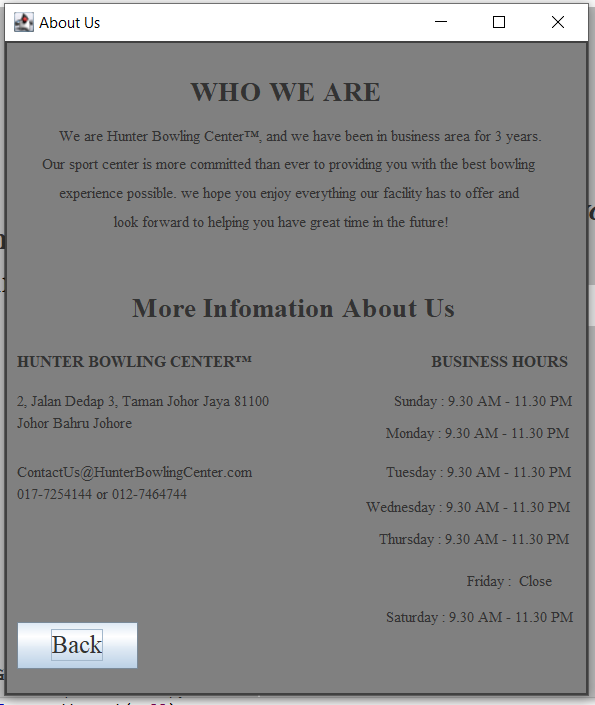 About Us
WHO WE ARE
We are Hunter Bowling Center™, and we have been in business area for 3 years.
Our sport center is more committed than ever to providing you with the best bowling
experience possible. we hope you enjoy everything our facility has to offer and
look forward to helping you have great time in the future!
More Infomation About Us
HUNTER BOWLING CENTER™
2, Jalan Dedap 3, Taman Johor Jaya 81100
Johor Bahru Johore
ContactUs@HunterBowlingCenter.com
017-7254144 or 012-7464744
BUSINESS HOURS
Sunday : 9.30 AM - 11.30 PM
Monday : 9.30 AM - 11.30 PM
Tuesday : 9.30 AM - 11.30 PM
Wednesday : 9.30 AM - 11.30 PM
Thursday : 9.30 AM - 11.30 PM
Friday : Close
Saturday : 9.30 AM - 11.30 PM
Back